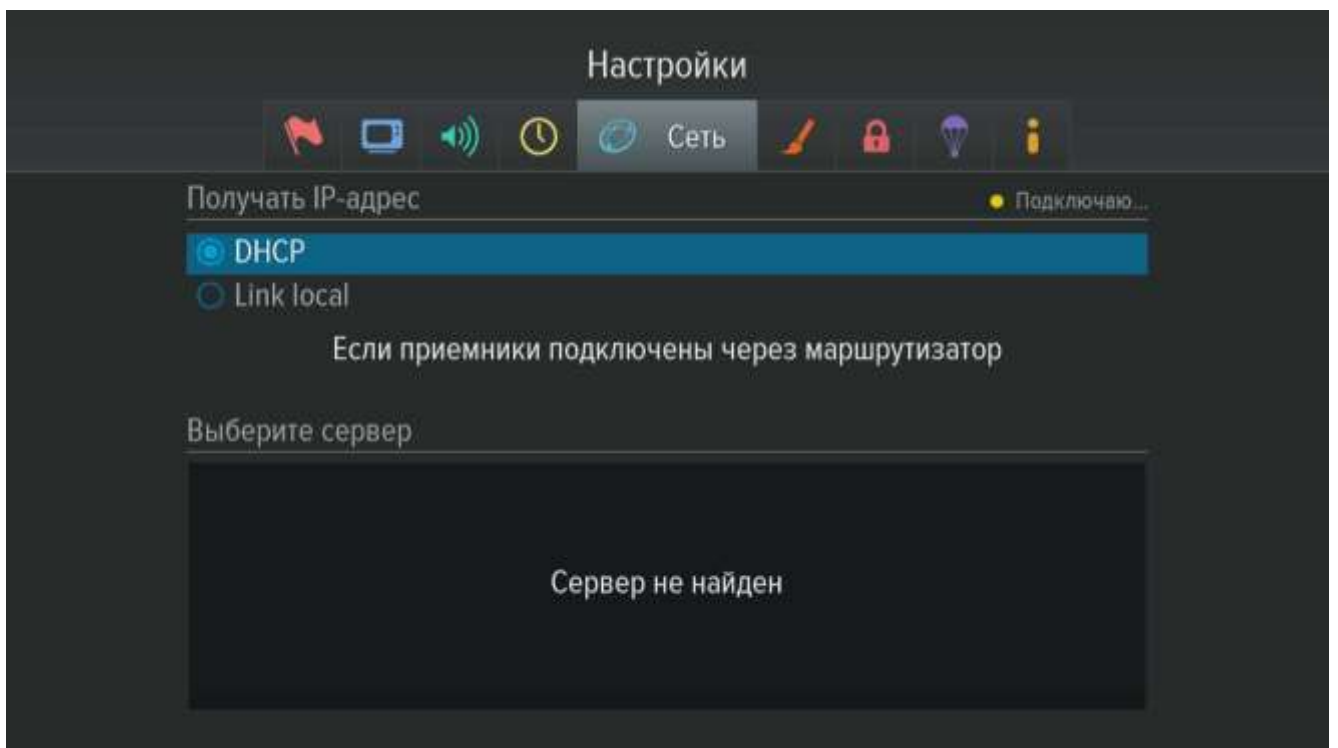 Настройки
Сеть
Получать IP-адрес
Подключаю...
DHCP
Link local
Если приемники подключены через маршрутизатор
Выберите сервер
Сервер не найден